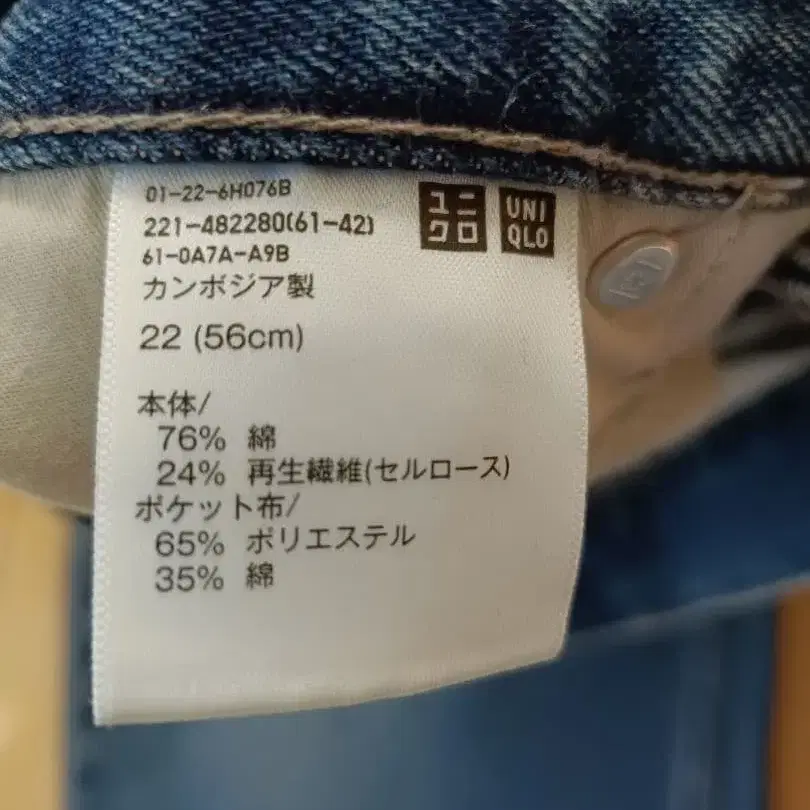 01-22-6H076B
221-482280(61-42)
61-0A7A-A9B
カンボジア製
ユニ
クロ
UNI
QLO
22 (56cm)
本体/
76% 綿
24% 再生繊維(セルロース)
ポケット布/
65% ポリエステル
35% 綿